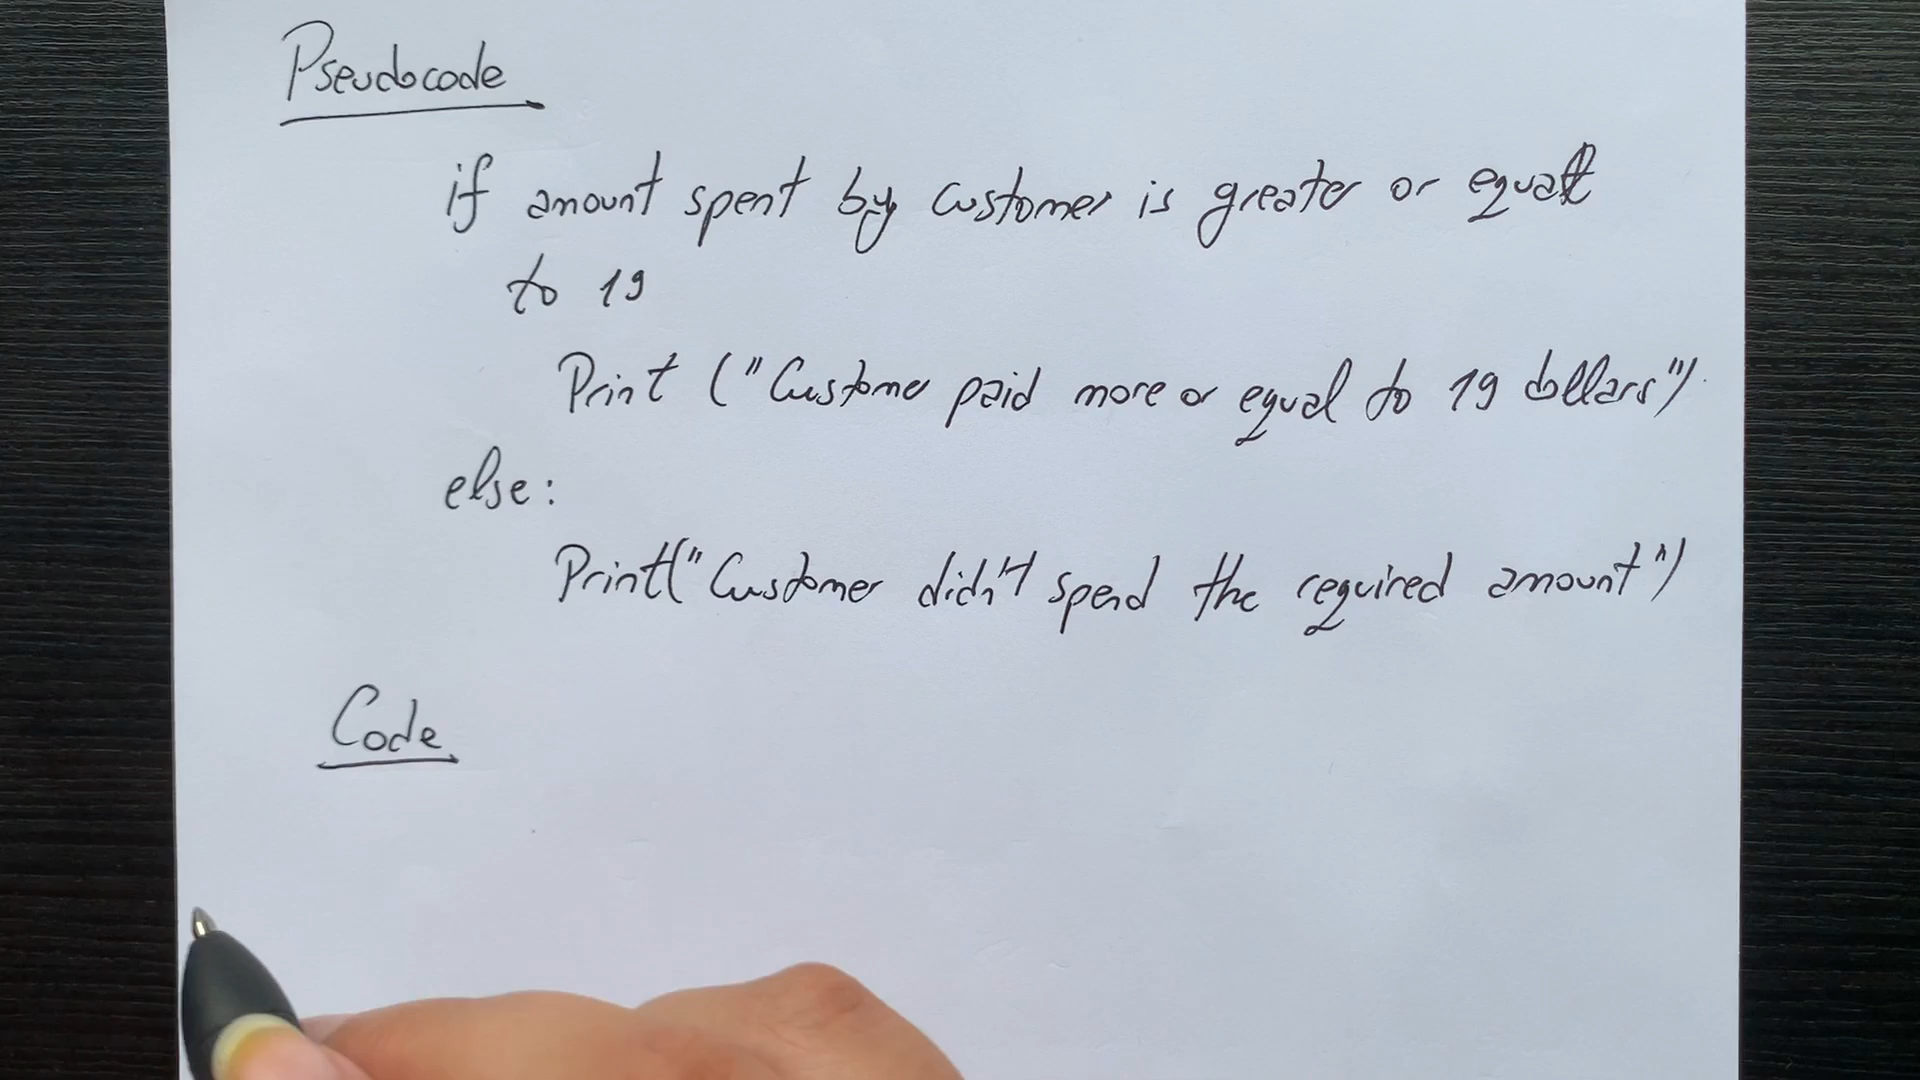 Pseudocode
if amount spent by customer is greater or equal
to 19
Print ("Customer paid more or equal to 19 dollars")
else:
Print("Customer didn't spend the required amount")
Code